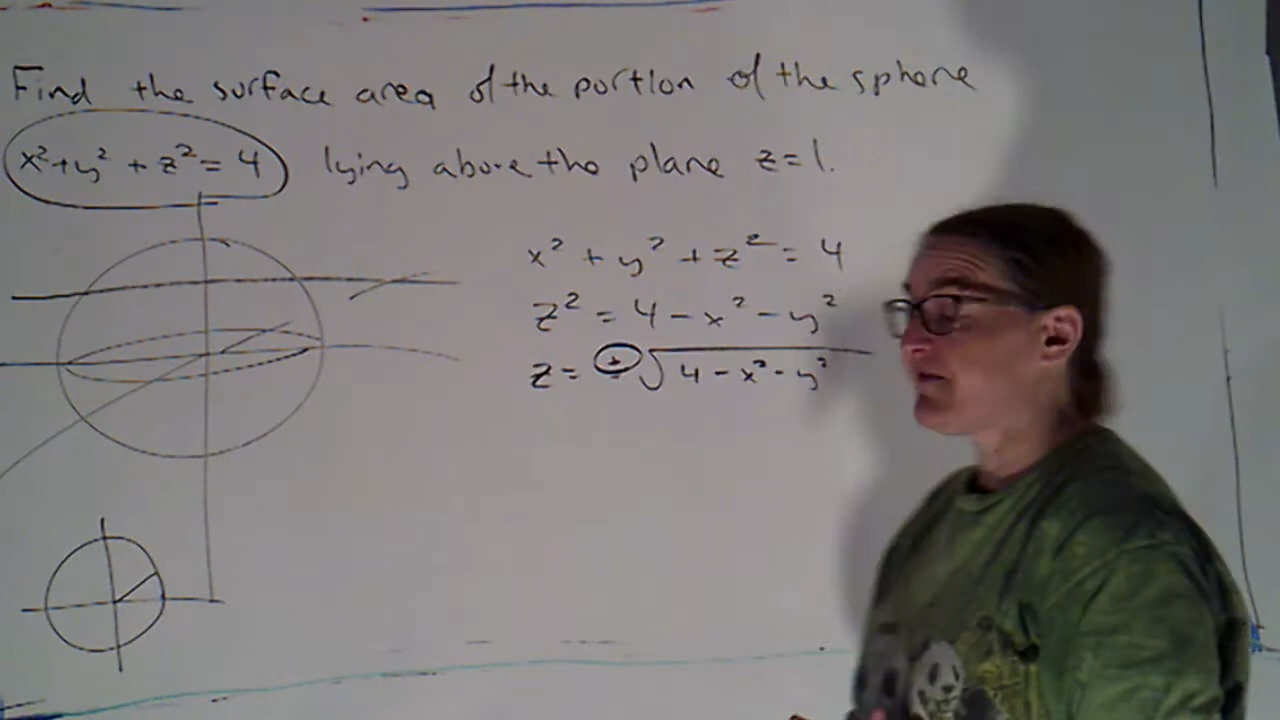 Find the surface area of the portion of the sphere
x²+y²+z²=4 lying above the plane z=1.
x²+y²+z²=4
z²=4-x²-y²
z=±√4-x²-y²